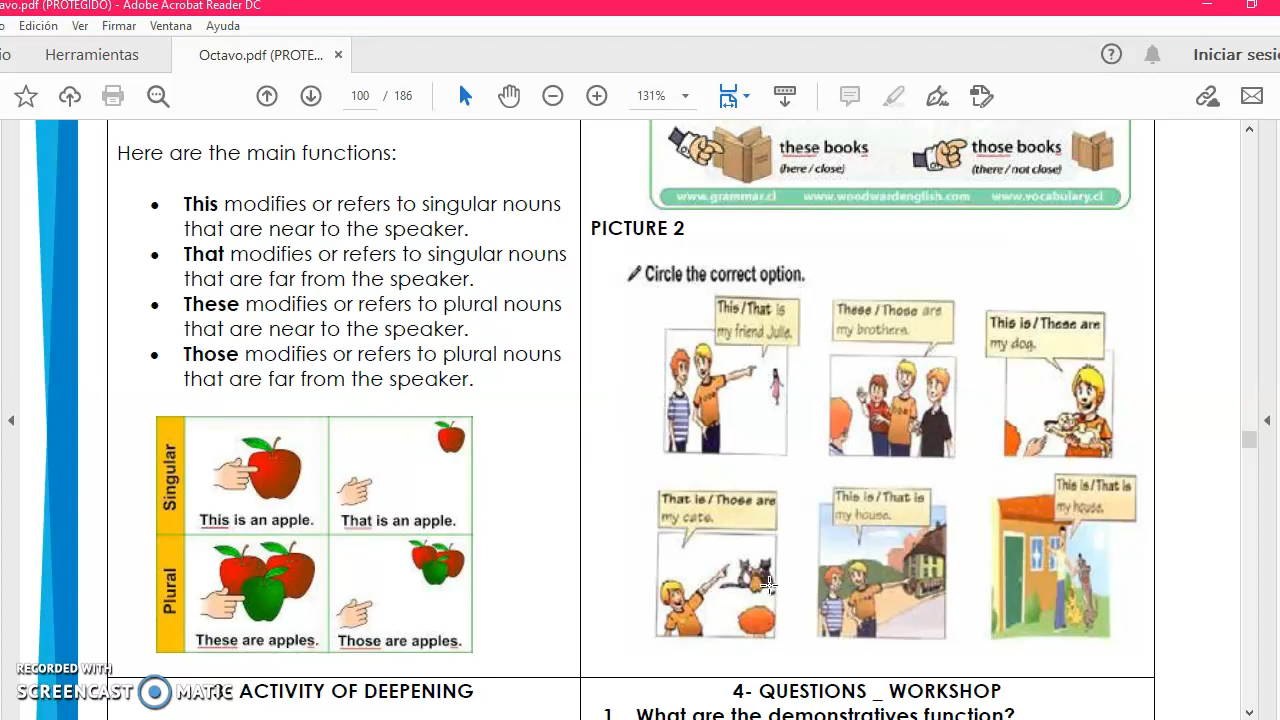 avo.pdf (PROTEGIDO) - Adobe Acrobat Reader DC
Edición Ver Firmar Ventana Ayuda
Herramientas
Octavo.pdf (PROTE... ×
Iniciar sesi
100 / 186
131%
Here are the main functions:
• This modifies or refers to singular nouns
that are near to the speaker.
• That modifies or refers to singular nouns
that are far from the speaker.
• These modifies or refers to plural nouns
that are near to the speaker.
• Those modifies or refers to plural nouns
that are far from the speaker.
Singular
This is an apple.
That is an apple.
Plural
These are apples.
Those are apples.
these books
(here / close)
those books
(there / not close)
www.grammar.cl www.woodwardenglish.com www.vocabulary.cl
PICTURE 2
Circle the correct option.
This / That is
my friend Julie.
These / Those are
my brothers.
This is / These are
my dog.
That is / Those are
my cats.
This is / That is
my house.
This is / That is
my house.
ACTIVITY OF DEEPENING
4- QUESTIONS _ WORKSHOP
1. What are the demonstratives function?
RECORDED WITH
SCREENCAST MATIC